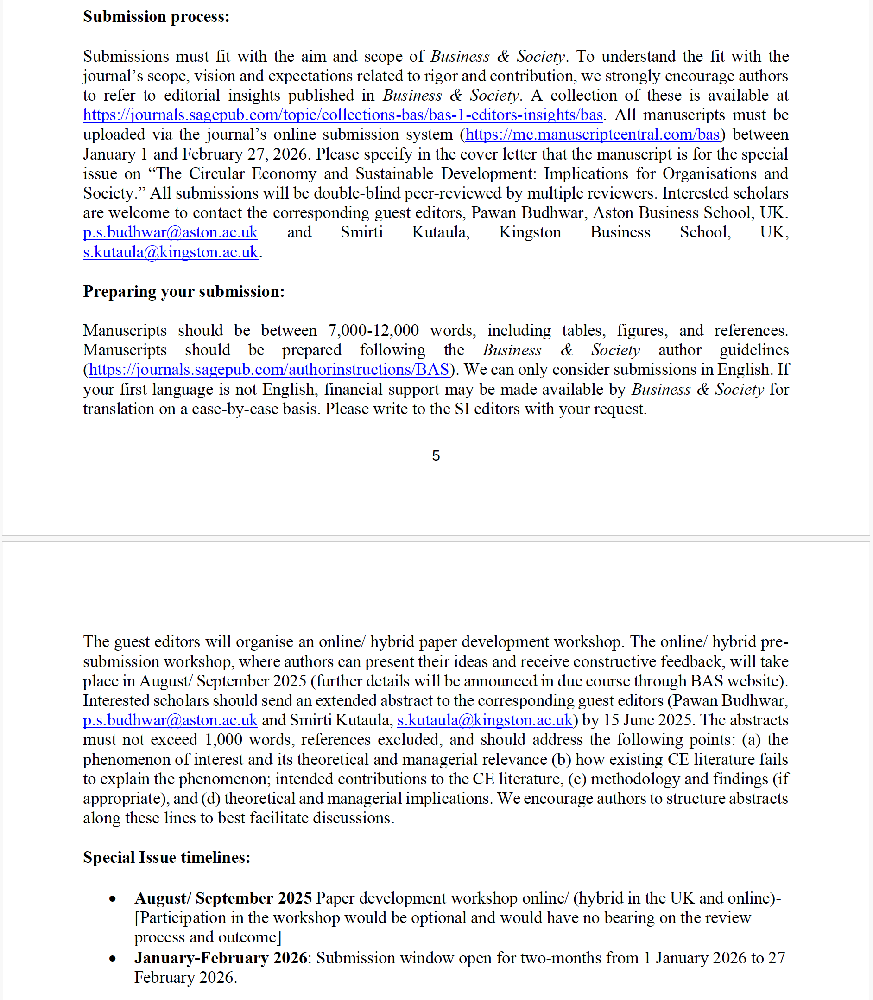 Submission process:
Submissions must fit with the aim and scope of Business & Society. To understand the fit with the
journal’s scope, vision and expectations related to rigor and contribution, we strongly encourage authors
to refer to editorial insights published in Business & Society. A collection of these is available at
https://journals.sagepub.com/topic/collections-bas/bas-1-editors-insights/bas. All manuscripts must be
uploaded via the journal’s online submission system (https://mc.manuscriptcentral.com/bas) between
January 1 and February 27, 2026. Please specify in the cover letter that the manuscript is for the special
issue on “The Circular Economy and Sustainable Development: Implications for Organisations and
Society.” All submissions will be double-blind peer-reviewed by multiple reviewers. Interested scholars
are welcome to contact the corresponding guest editors, Pawan Budhwar, Aston Business School, UK.
p.s.budhwar@aston.ac.uk and Smirti Kutaula, Kingston Business School, UK,
s.kutaula@kingston.ac.uk.
Preparing your submission:
Manuscripts should be between 7,000-12,000 words, including tables, figures, and references.
Manuscripts should be prepared following the Business & Society author guidelines
(https://journals.sagepub.com/authorinstructions/BAS). We can only consider submissions in English. If
your first language is not English, financial support may be made available by Business & Society for
translation on a case-by-case basis. Please write to the SI editors with your request.
5
The guest editors will organise an online/ hybrid paper development workshop. The online/ hybrid pre-
submission workshop, where authors can present their ideas and receive constructive feedback, will take
place in August/ September 2025 (further details will be announced in due course through BAS website).
Interested scholars should send an extended abstract to the corresponding guest editors (Pawan Budhwar,
p.s.budhwar@aston.ac.uk and Smirti Kutaula, s.kutaula@kingston.ac.uk) by 15 June 2025. The abstracts
must not exceed 1,000 words, references excluded, and should address the following points: (a) the
phenomenon of interest and its theoretical and managerial relevance (b) how existing CE literature fails
to explain the phenomenon; intended contributions to the CE literature, (c) methodology and findings (if
appropriate), and (d) theoretical and managerial implications. We encourage authors to structure abstracts
along these lines to best facilitate discussions.
Special Issue timelines:
• August/ September 2025 Paper development workshop online/ (hybrid in the UK and online)-
[Participation in the workshop would be optional and would have no bearing on the review
process and outcome]
• January-February 2026: Submission window open for two-months from 1 January 2026 to 27
February 2026.